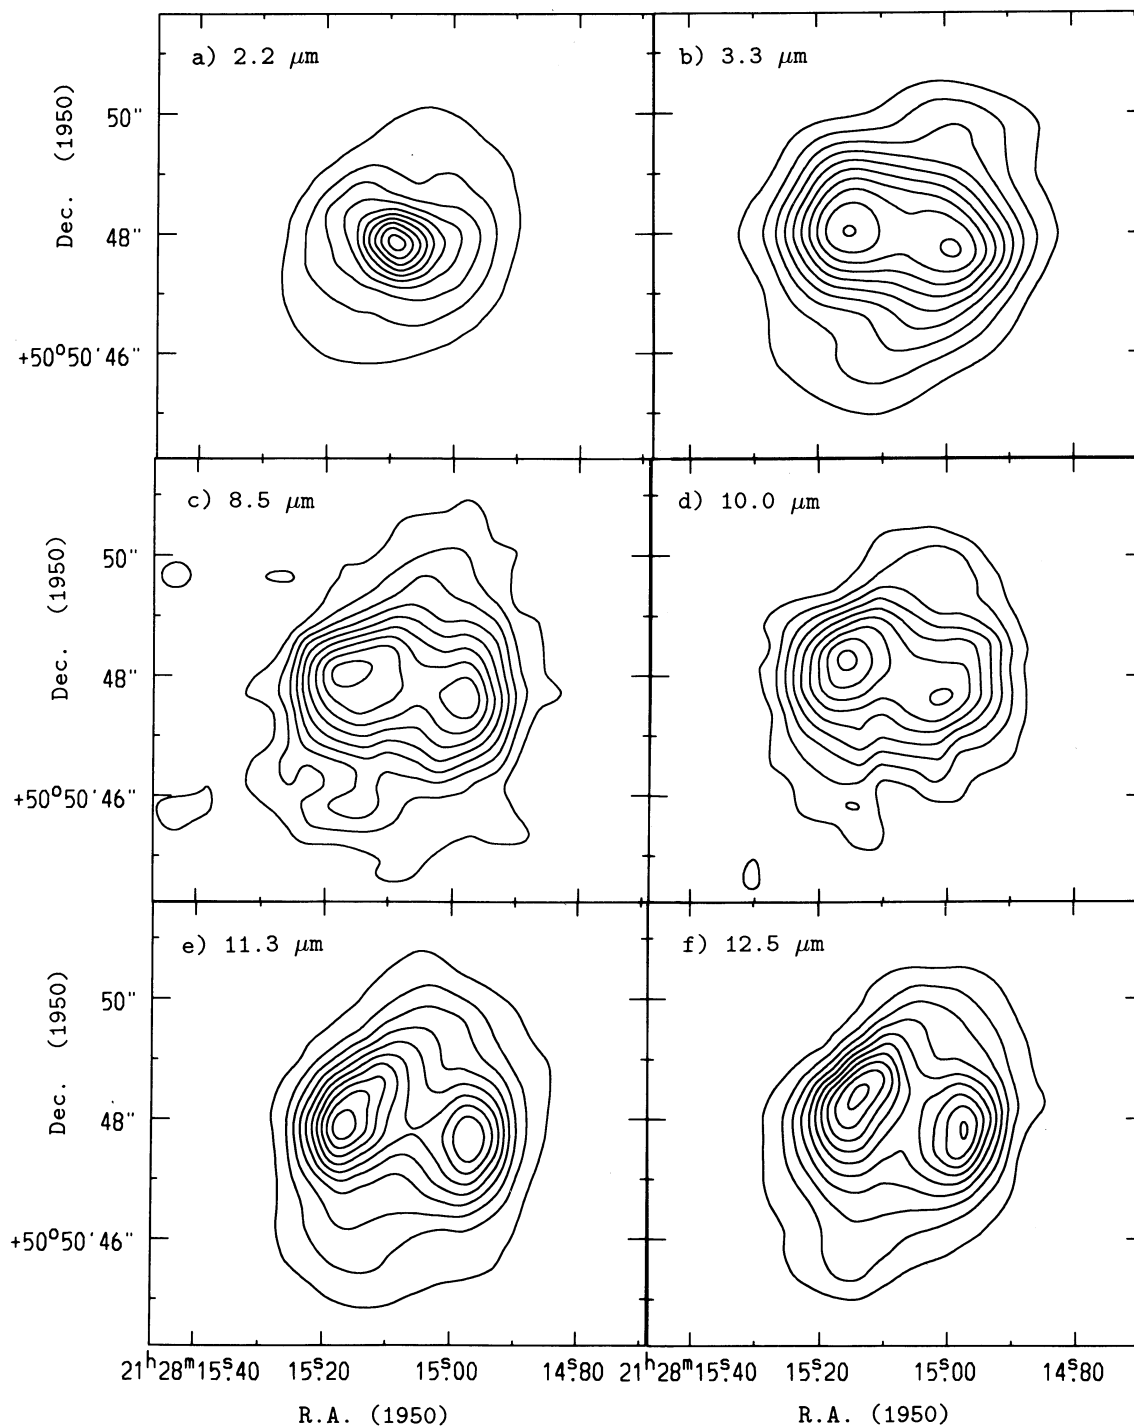 a) 2.2 μm
b) 3.3 μm
50"
Dec. (1950)
48"
+50°50'46"
c) 8.5 μm
d) 10.0 μm
50"
Dec. (1950)
48"
+50°50'46"
e) 11.3 μm
f) 12.5 μm
50"
Dec. (1950)
48"
+50°50'46"
21ʰ28ᵐ15ˢ.40 15ˢ.20 15ˢ.00 14ˢ.80 21ʰ28ᵐ15ˢ.40 15ˢ.20 15ˢ.00 14ˢ.80
R.A. (1950) R.A. (1950)